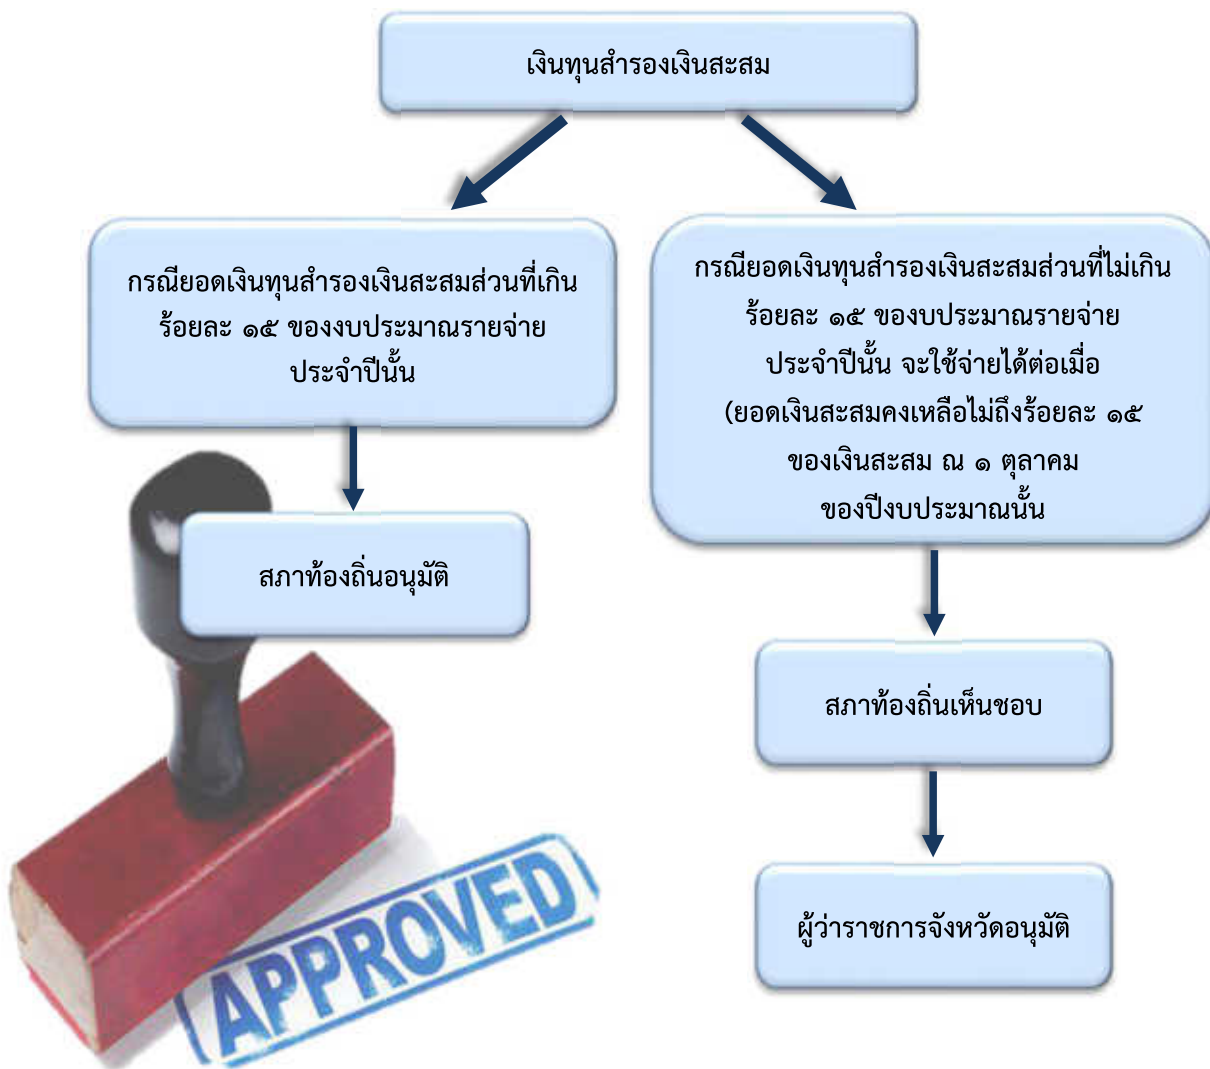 เงินทุนสำรองเงินสะสม
กรณียอดเงินทุนสำรองเงินสะสมส่วนที่เกิน
ร้อยละ ๑๕ ของงบประมาณรายจ่าย
ประจำปีนั้น
สภาท้องถิ่นอนุมัติ
กรณียอดเงินทุนสำรองเงินสะสมส่วนที่ไม่เกิน
ร้อยละ ๑๕ ของบประมาณรายจ่าย
ประจำปีนั้น จะใช้จ่ายได้ต่อเมื่อ
(ยอดเงินสะสมคงเหลือไม่ถึงร้อยละ ๑๕
ของเงินสะสม ณ ๑ ตุลาคม
ของปีงบประมาณนั้น
สภาท้องถิ่นเห็นชอบ
ผู้ว่าราชการจังหวัดอนุมัติ
APPROVED